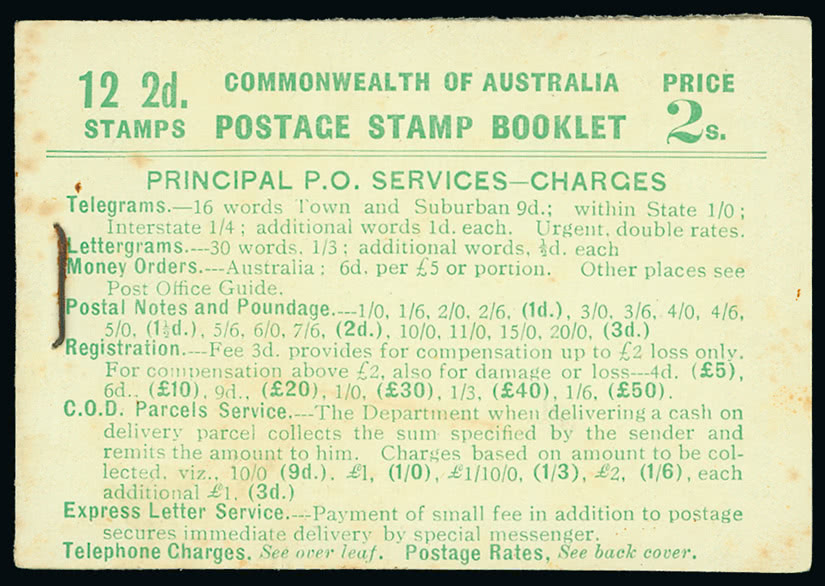 12 2d. COMMONWEALTH OF AUSTRALIA PRICE
STAMPS POSTAGE STAMP BOOKLET 2s.
PRINCIPAL P.O. SERVICES—CHARGES
Telegrams.—16 words Town and Suburban 9d.; within State 1/0;
Interstate 1/4; additional words 1d. each. Urgent, double rates.
Lettergrams.—30 words, 1/3; additional words, ½d. each
Money Orders.—Australia: 6d. per £5 or portion. Other places see
Post Office Guide.
Postal Notes and Poundage.—1/0, 1/6, 2/0, 2/6, (1d.), 3/0, 3/6, 4/0, 4/6,
5/0, (1½d.), 5/6, 6/0, 7/6, (2d.), 10/0, 11/0, 15/0, 20/0, (3d.)
Registration.—Fee 3d. provides for compensation up to £2 loss only.
For compensation above £2, also for damage or loss—4d. (£5),
6d., (£10), 9d., (£20), 1/0, (£30), 1/3, (£40), 1/6, (£50).
C.O.D. Parcels Service.—The Department when delivering a cash on
delivery parcel collects the sum specified by the sender and
remits the amount to him. Charges based on amount to be col-
lected, viz., 10/0 (9d.), £1, (1/0), £1/10/0, (1/3), £2, (1/6), each
additional £1, (3d.)
Express Letter Service.—Payment of small fee in addition to postage
secures immediate delivery by special messenger.
Telephone Charges. See over leaf. Postage Rates, See back cover.